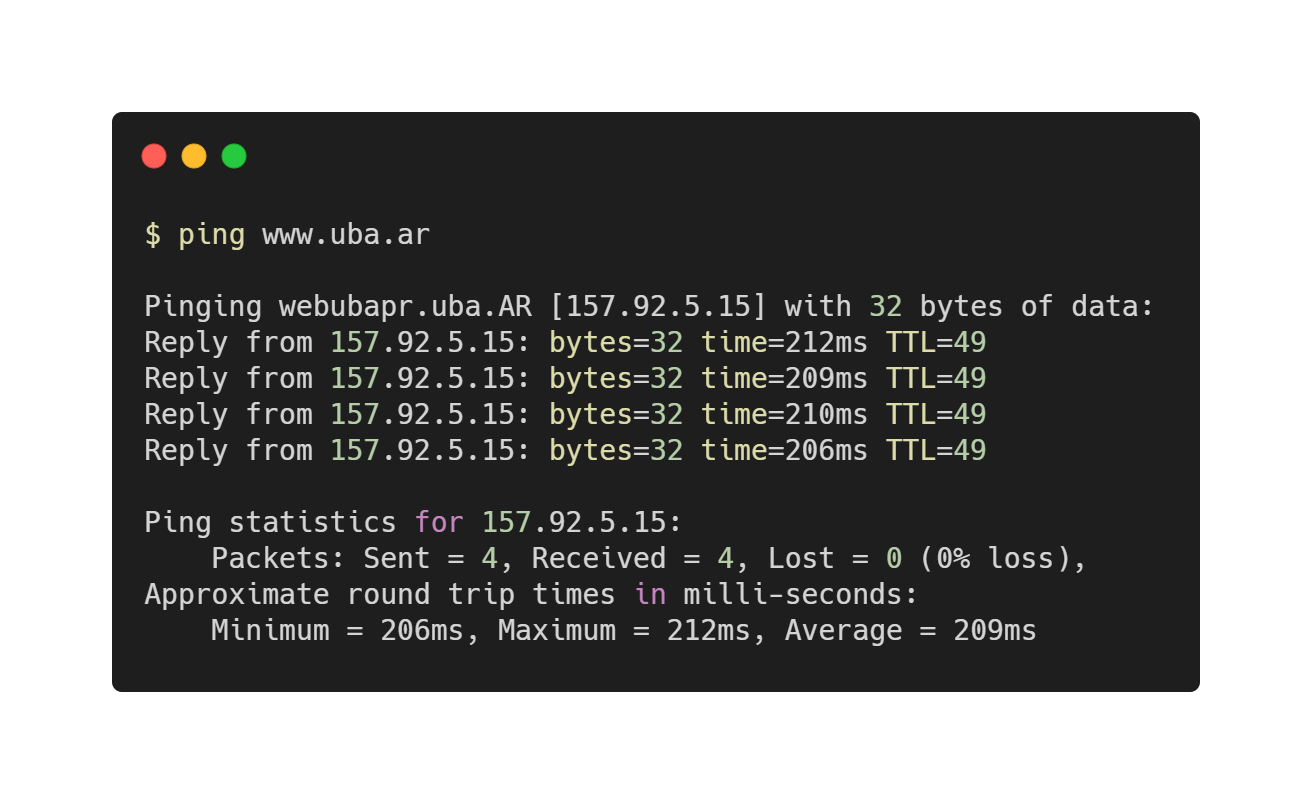 $ ping www.uba.ar
Pinging webubapr.uba.AR [157.92.5.15] with 32 bytes of data:
Reply from 157.92.5.15: bytes=32 time=212ms TTL=49
Reply from 157.92.5.15: bytes=32 time=209ms TTL=49
Reply from 157.92.5.15: bytes=32 time=210ms TTL=49
Reply from 157.92.5.15: bytes=32 time=206ms TTL=49
Ping statistics for 157.92.5.15:
Packets: Sent = 4, Received = 4, Lost = 0 (0% loss),
Approximate round trip times in milli-seconds:
Minimum = 206ms, Maximum = 212ms, Average = 209ms